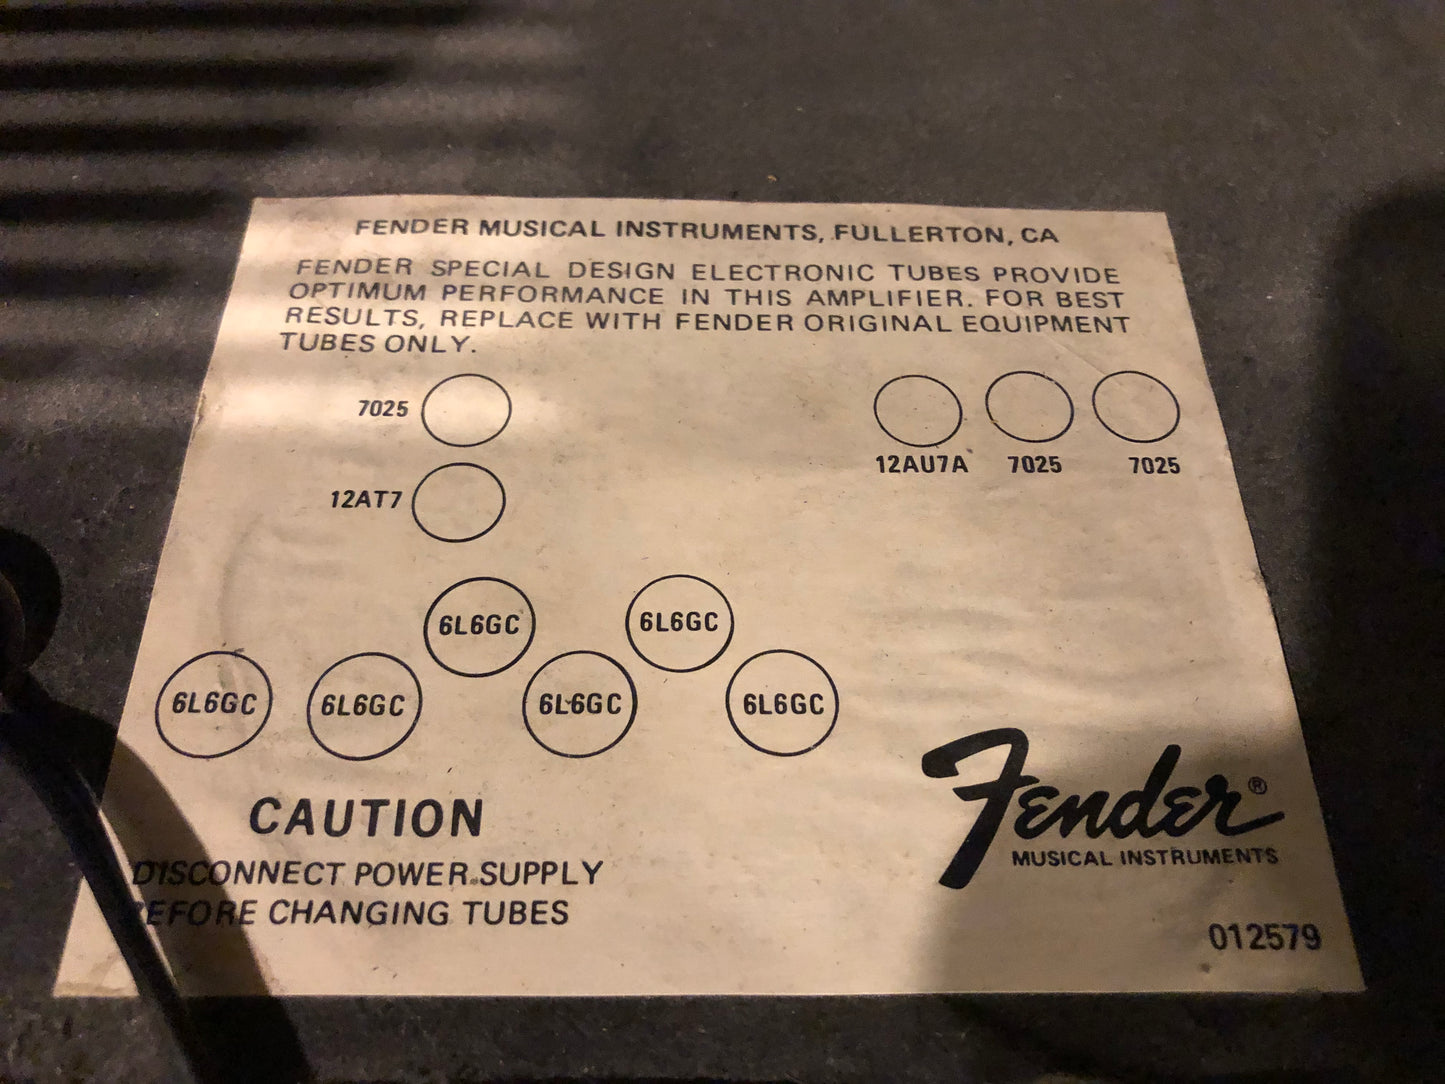 FENDER MUSICAL INSTRUMENTS, FULLERTON, CA
FENDER SPECIAL DESIGN ELECTRONIC TUBES PROVIDE
OPTIMUM PERFORMANCE IN THIS AMPLIFIER. FOR BEST
RESULTS, REPLACE WITH FENDER ORIGINAL EQUIPMENT
TUBES ONLY.
7025
12AU7A 7025 7025
12AT7
6L6GC 6L6GC
6L6GC 6L6GC 6L6GC 6L6GC
CAUTION
DISCONNECT POWER SUPPLY
BEFORE CHANGING TUBES
Fender®
MUSICAL INSTRUMENTS
012579